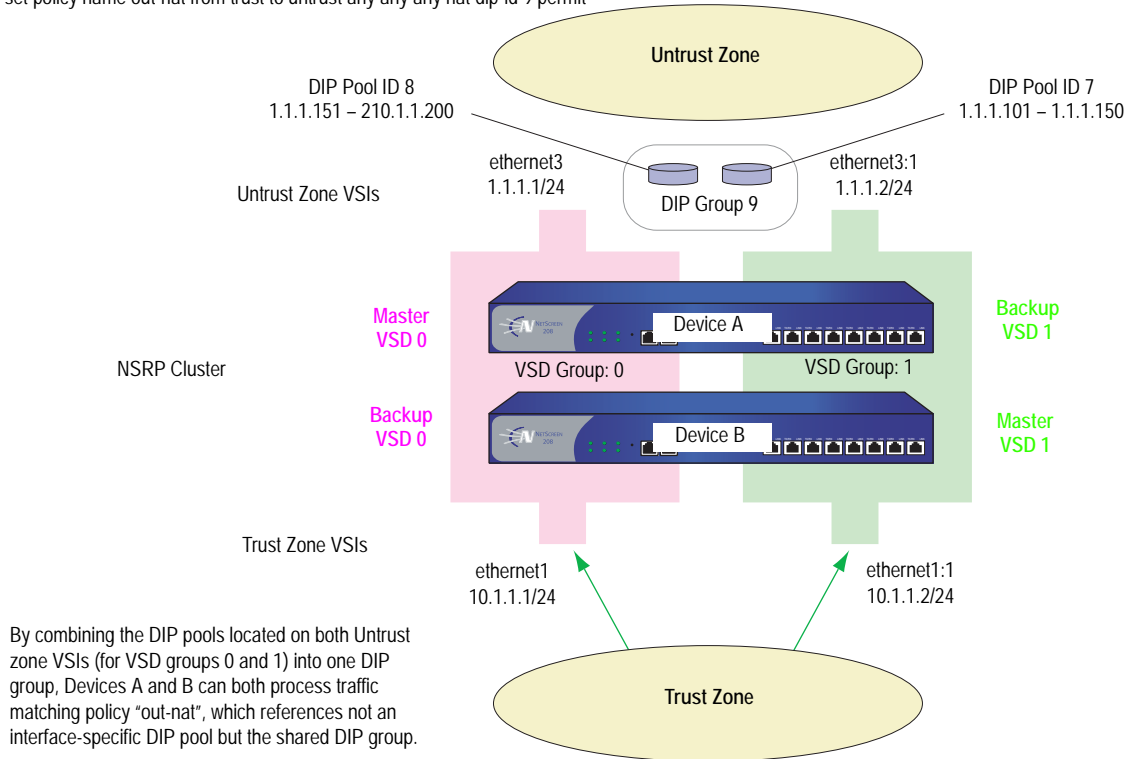 set policy name out-nat from trust to untrust any any any nat dip-id 9 permit
Untrust Zone
DIP Pool ID 8
1.1.1.151 – 210.1.1.200
DIP Pool ID 7
1.1.1.101 – 1.1.1.150
ethernet3
1.1.1.1/24
ethernet3:1
1.1.1.2/24
Untrust Zone VSIs
DIP Group 9
Master
VSD 0
NETSCREEN
208
Device A
Backup
VSD 1
NSRP Cluster
VSD Group: 0
VSD Group: 1
Backup
VSD 0
NETSCREEN
208
Device B
Master
VSD 1
Trust Zone VSIs
ethernet1
10.1.1.1/24
ethernet1:1
10.1.1.2/24
By combining the DIP pools located on both Untrust
zone VSIs (for VSD groups 0 and 1) into one DIP
group, Devices A and B can both process traffic
matching policy “out-nat”, which references not an
interface-specific DIP pool but the shared DIP group.
Trust Zone